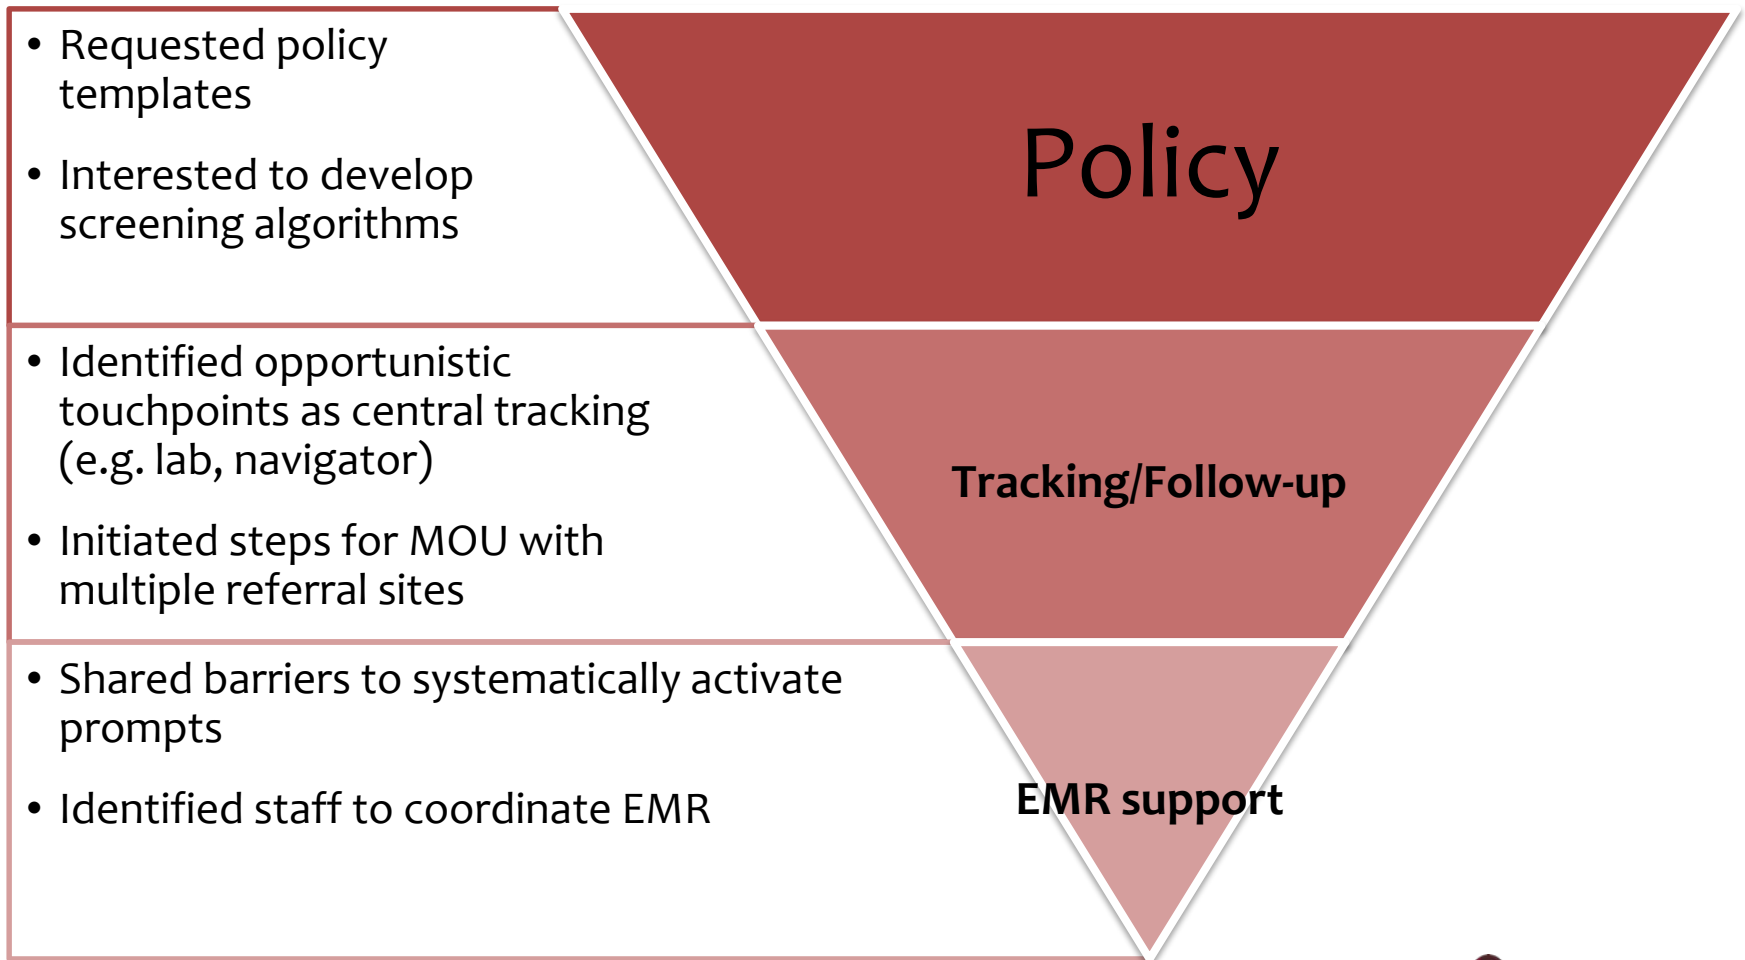 • Requested policy
templates
• Interested to develop
screening algorithms
Policy
• Identified opportunistic
touchpoints as central tracking
(e.g. lab, navigator)
• Initiated steps for MOU with
multiple referral sites
Tracking/Follow-up
• Shared barriers to systematically activate
prompts
• Identified staff to coordinate EMR
EMR support